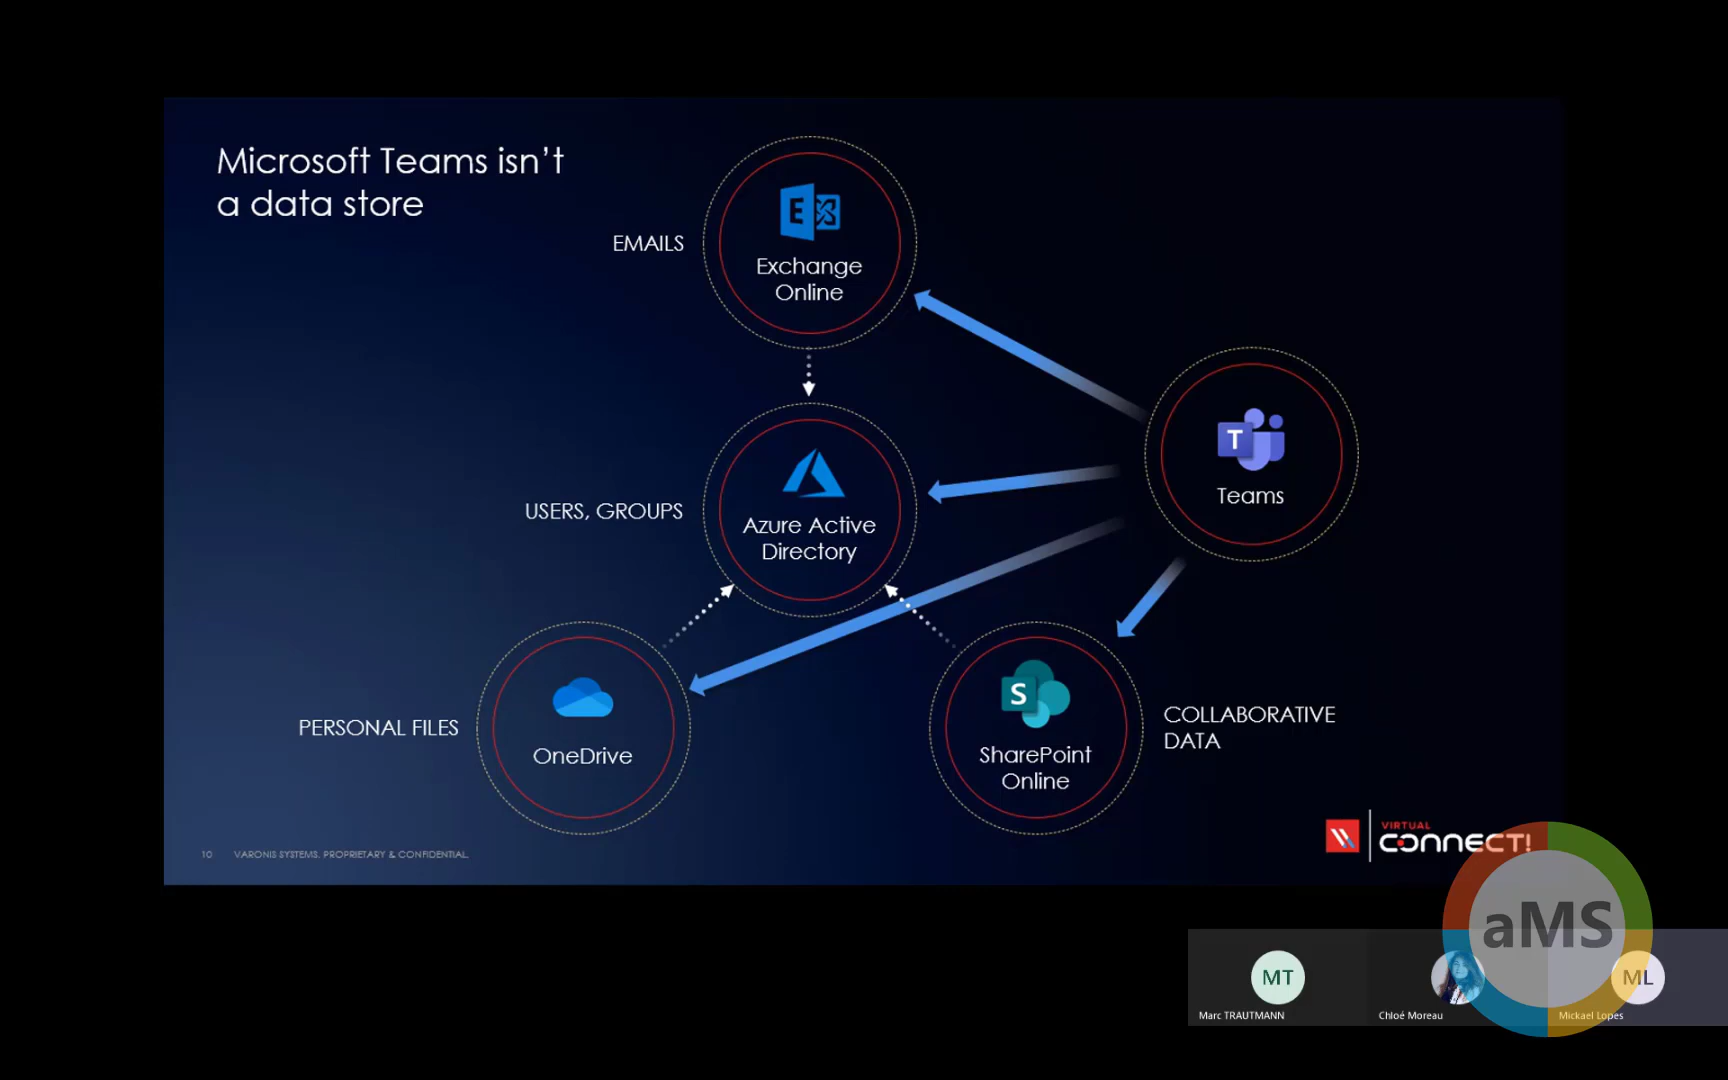 Microsoft Teams isn't
a data store
EMAILS
Exchange
Online
Teams
USERS, GROUPS
Azure Active
Directory
PERSONAL FILES
OneDrive
SharePoint
Online
COLLABORATIVE
DATA
10 VARONIS SYSTEMS. PROPRIETARY & CONFIDENTIAL.
VIRTUAL
CONNECT!
aMS
MT
ML
Marc TRAUTMANN
Chloé Moreau
Mickael Lopes